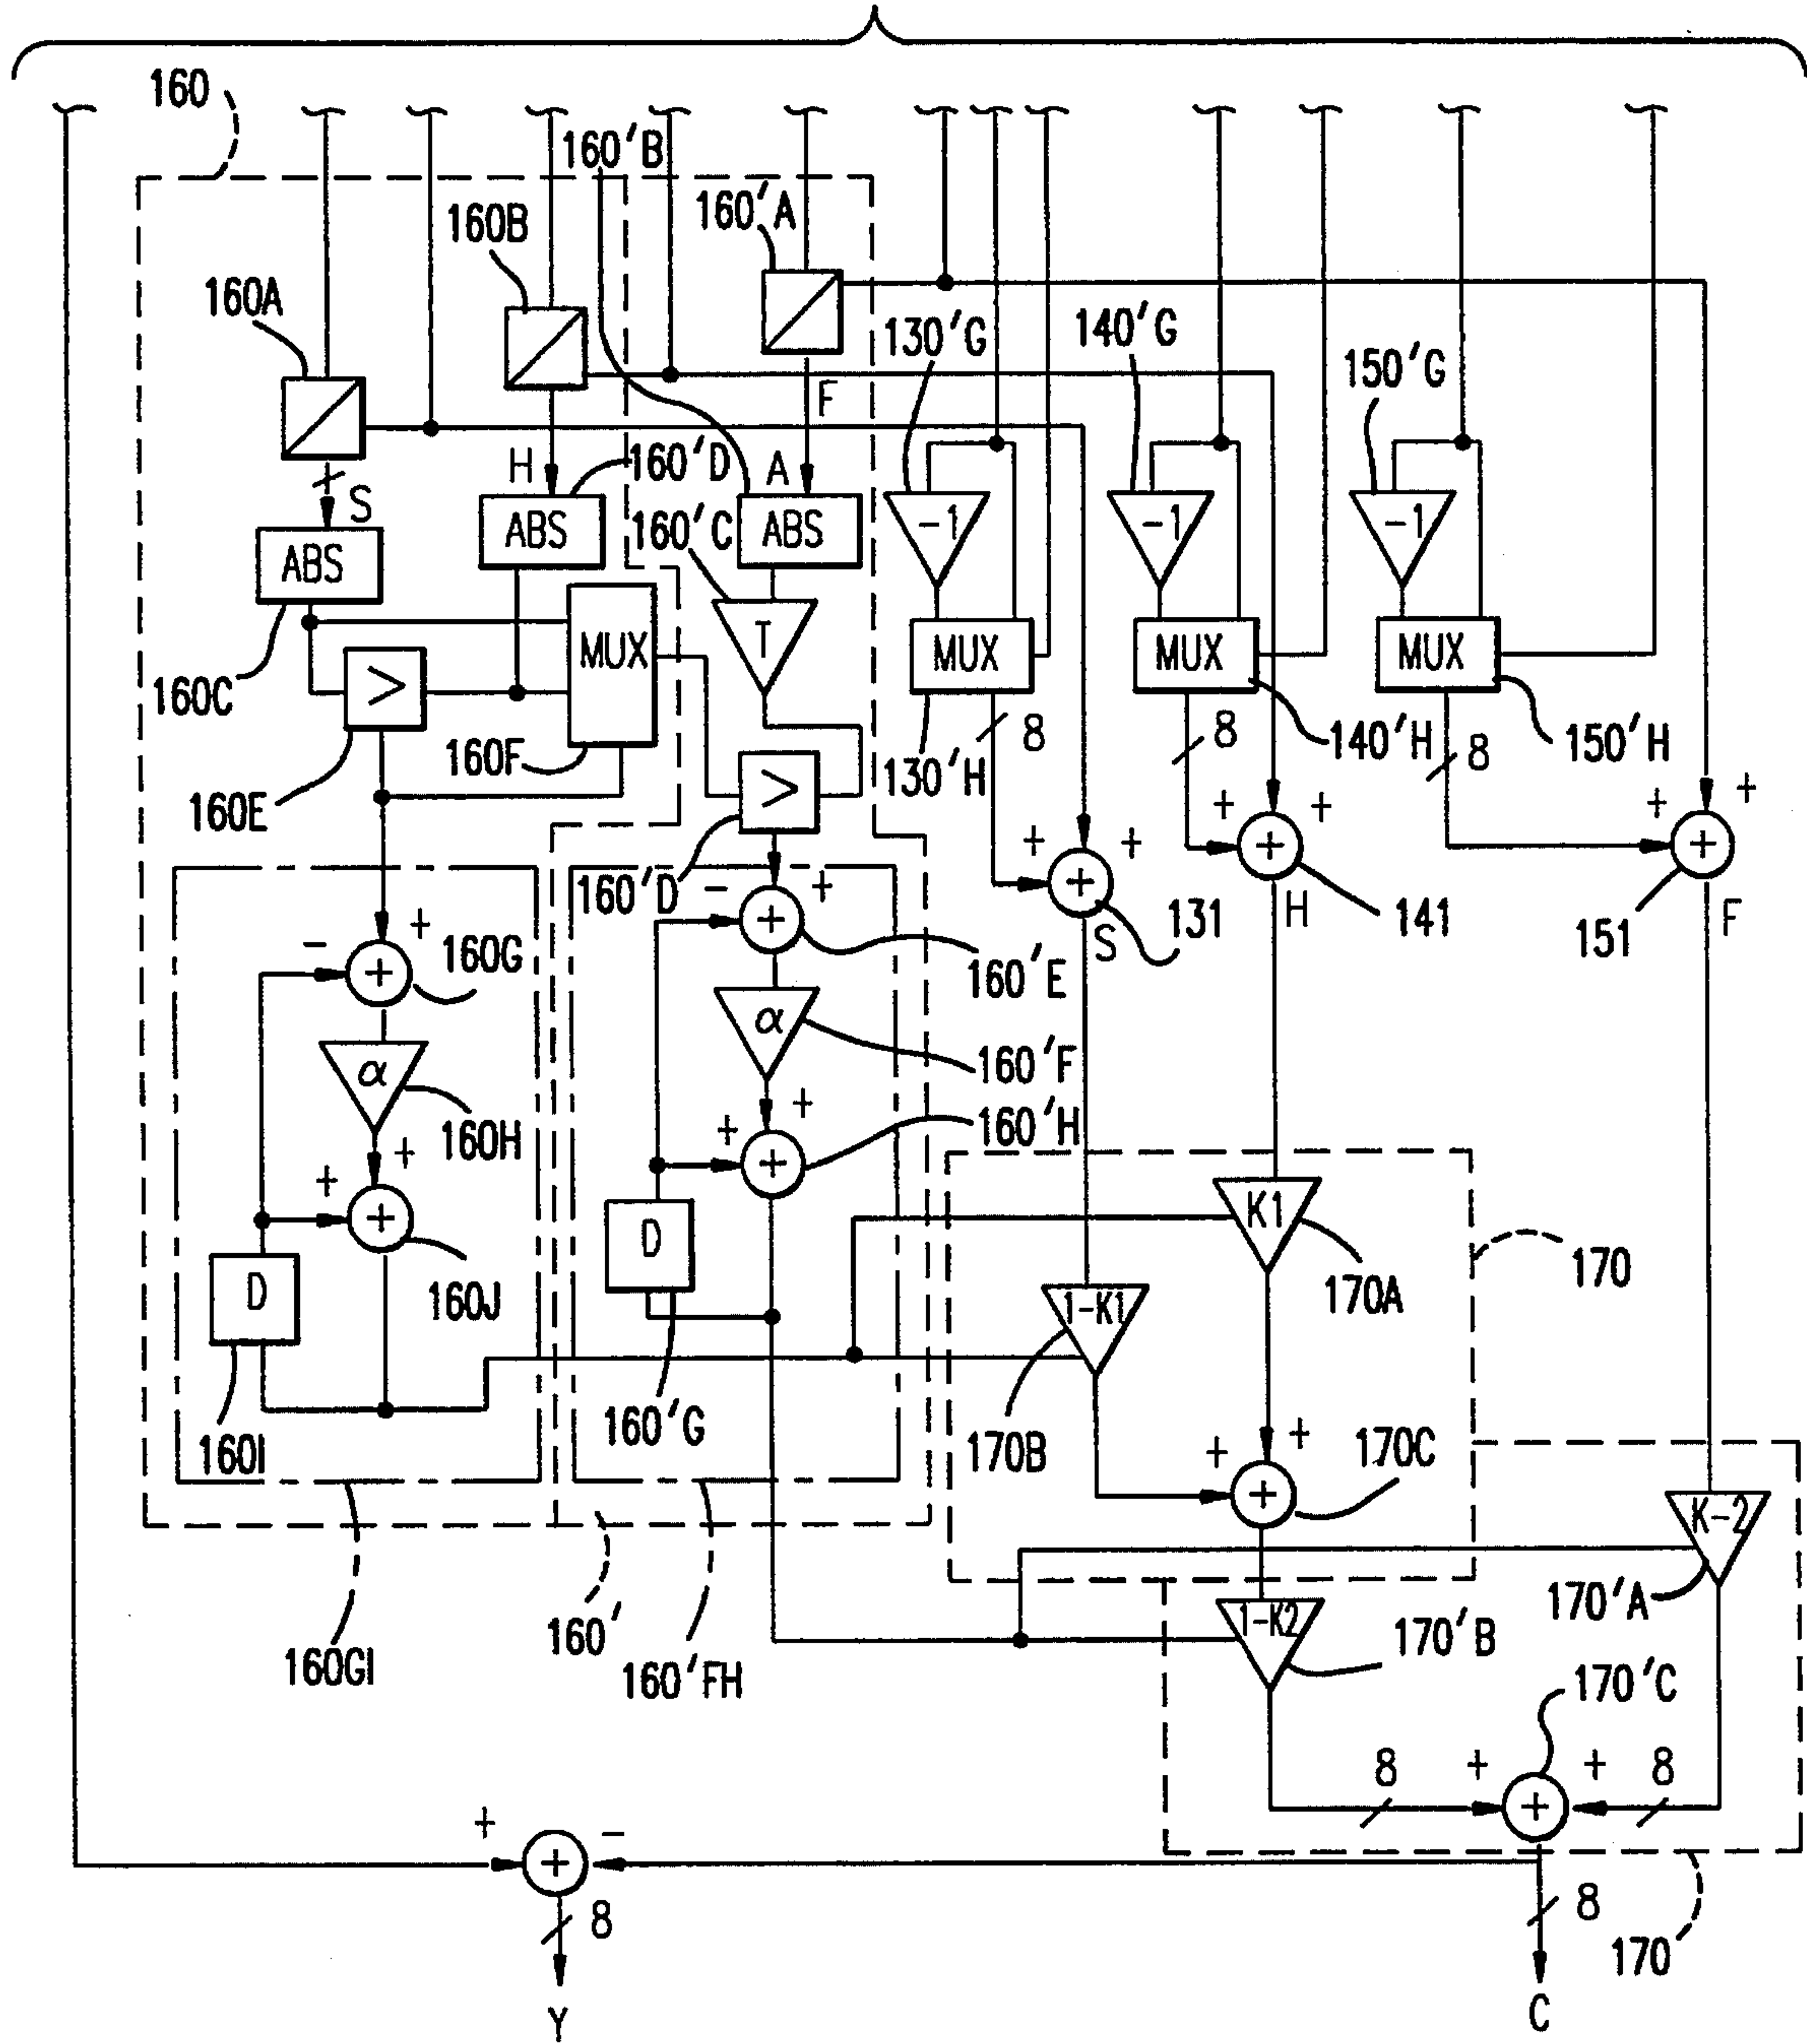 160
160'B
160'A
160B
160A
130'G
140'G
150'G
F
H
160'D
A
S
160'C
ABS
ABS
ABS
-1
-1
-1
T
MUX
MUX
MUX
MUX
>
160C
160F
8
8
8
140'H
150'H
130'H
>
160E
+ +
+ +
+ +
+
+
+
160'D
- +
+
131
S
H
141
151
F
- +
+
160G
160'E
α
160'F
α
160H
+ +
+
160'H
+ +
+
160J
D
D
K1
170A
170
1-K1
160I
160'G
170B
+ +
+
170C
K-2
170'A
160GI
160'
160'FH
1-K2
170'B
170'C
8 + + 8
+
+ -
+
8
8
170
Y
C